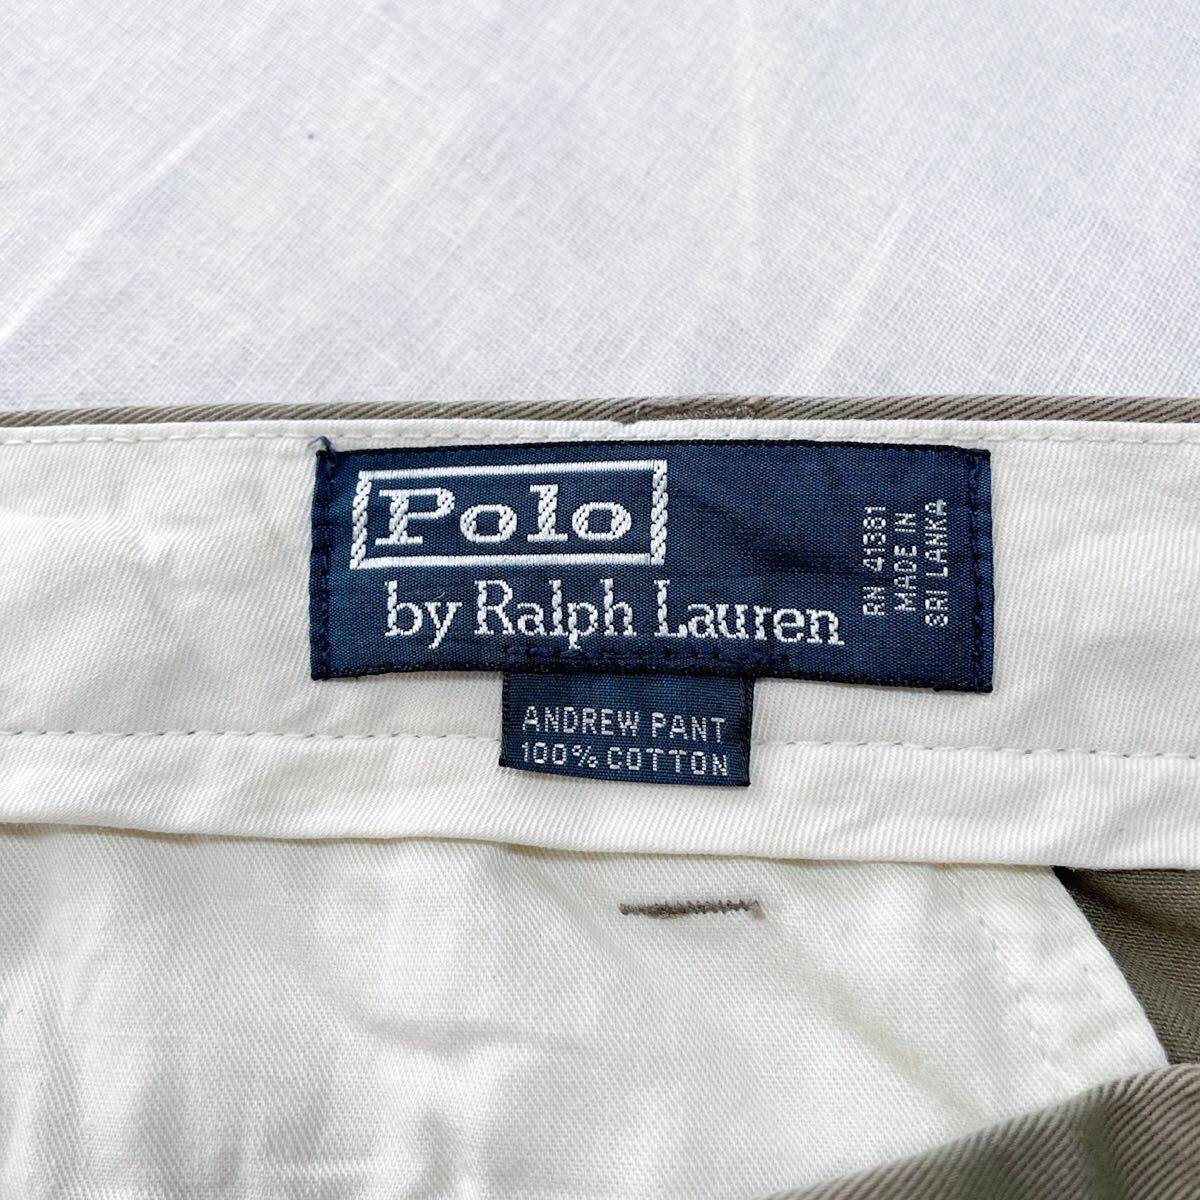 Polo
by Ralph Lauren
RN 41381
MADE IN
SRI LANKA
ANDREW PANT
100% COTTON